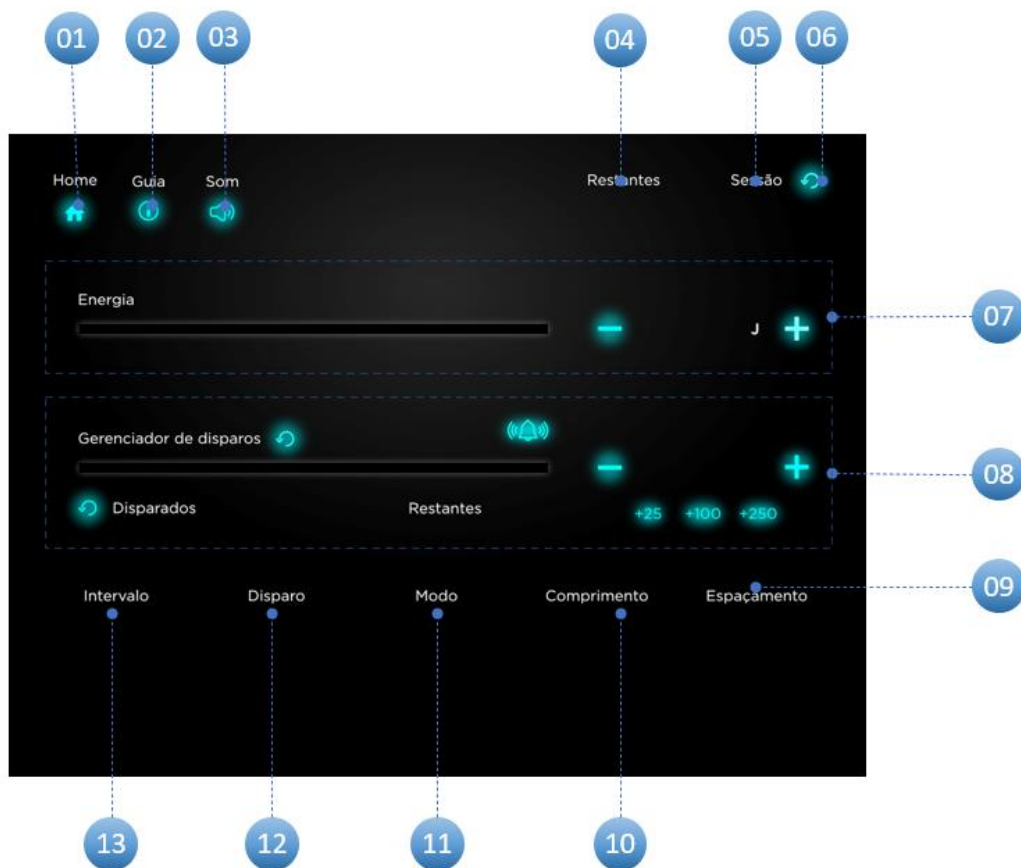 01 02 03 04 05 06
Home Guia Som Restantes Sessão
Energia
07
J
Gerenciador de disparos
08
Disparados Restantes +25 +100 +250
09
Intervalo Disparo Modo Comprimento Espaçamento
13 12 11 10